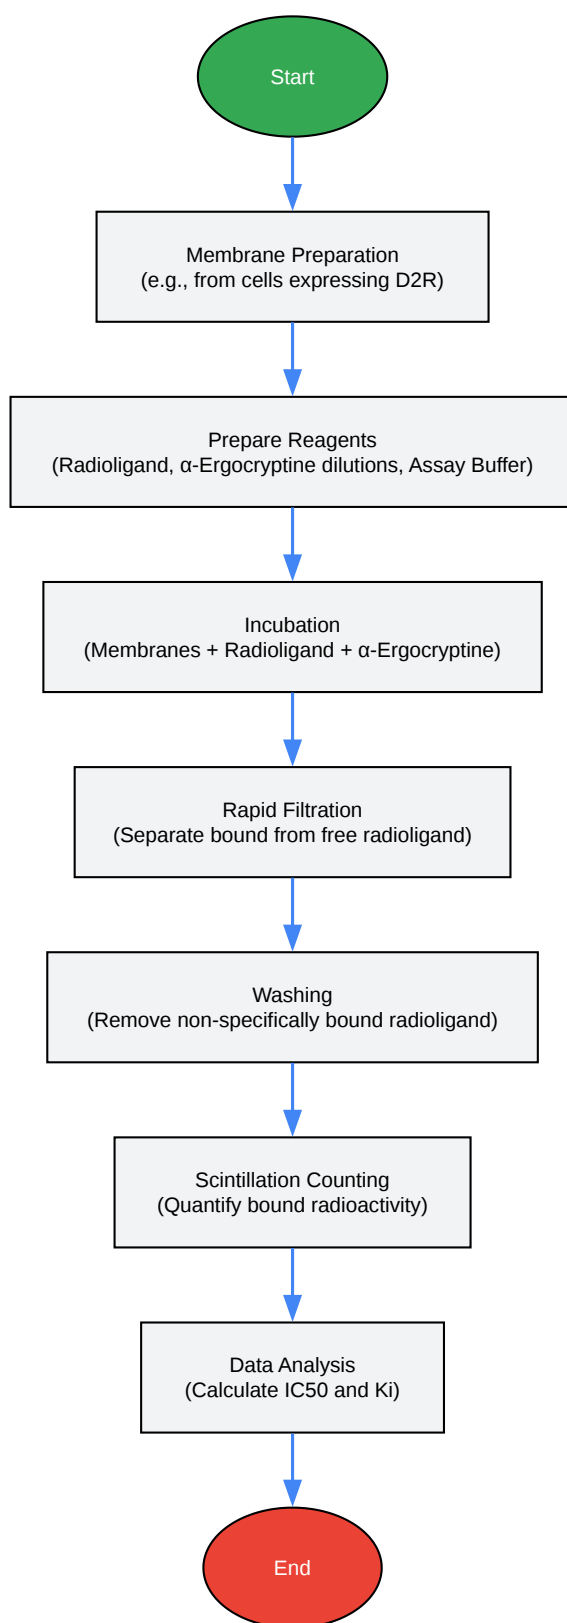 Start
Membrane Preparation
(e.g., from cells expressing D2R)
Prepare Reagents
(Radioligand, α-Ergocryptine dilutions, Assay Buffer)
Incubation
(Membranes + Radioligand + α-Ergocryptine)
Rapid Filtration
(Separate bound from free radioligand)
Washing
(Remove non-specifically bound radioligand)
Scintillation Counting
(Quantify bound radioactivity)
Data Analysis
(Calculate IC50 and Ki)
End